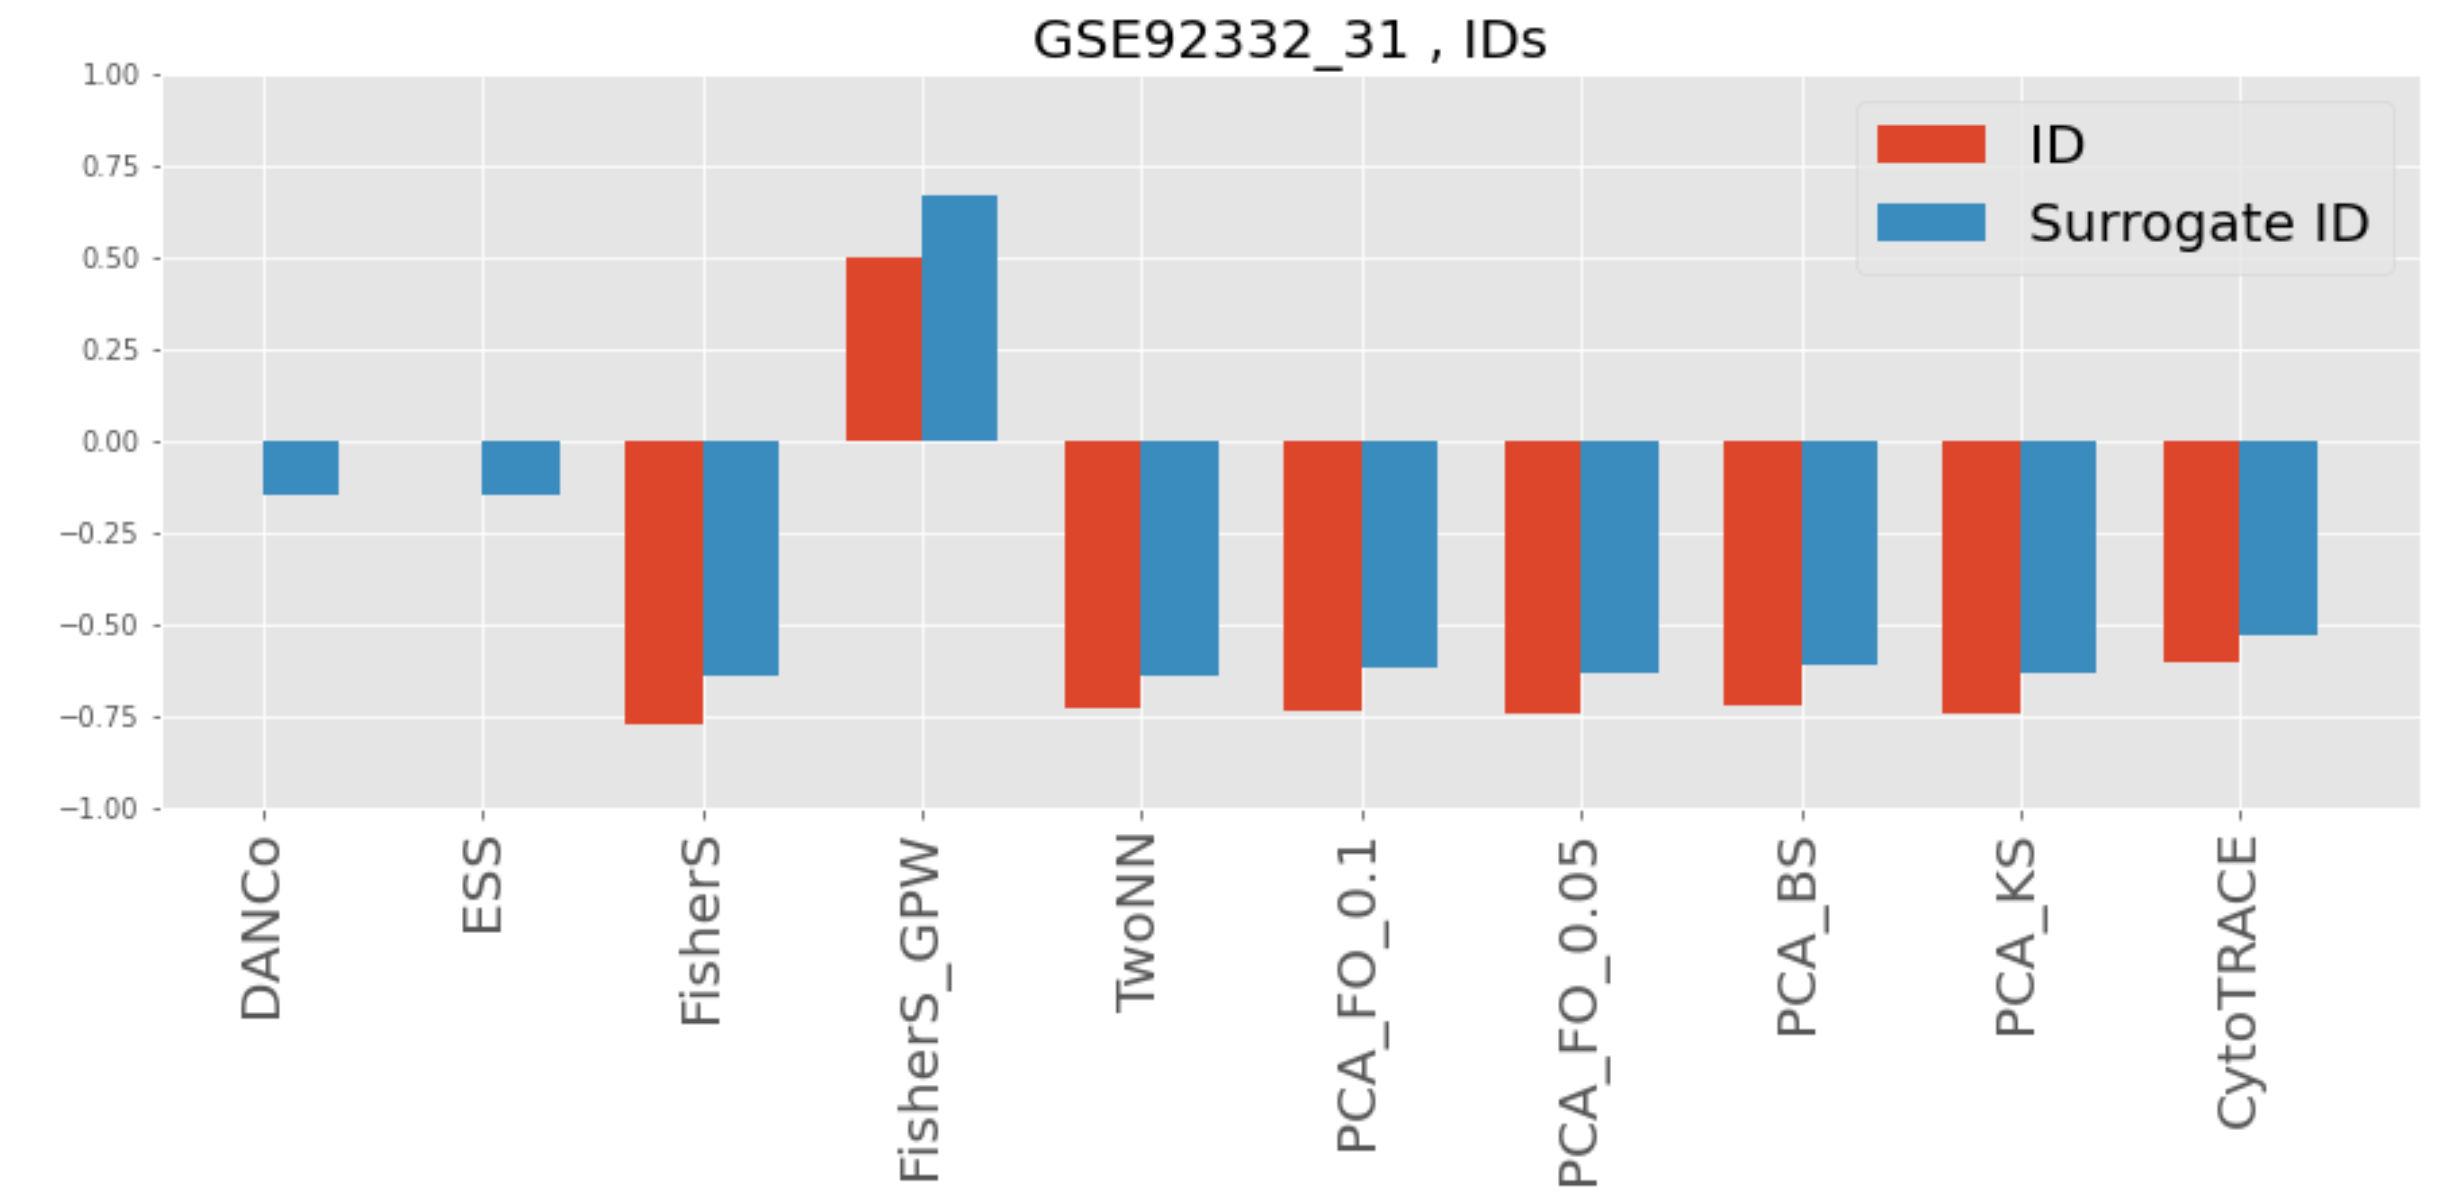 GSE92332_31 , IDs
1.00
0.75
0.50
0.25
0.00
−0.25
−0.50
−0.75
−1.00
ID
Surrogate ID
DANCo
ESS
FisherS
FisherS_GPW
TwoNN
PCA_FO_0.1
PCA_FO_0.05
PCA_BS
PCA_KS
CytoTRACE